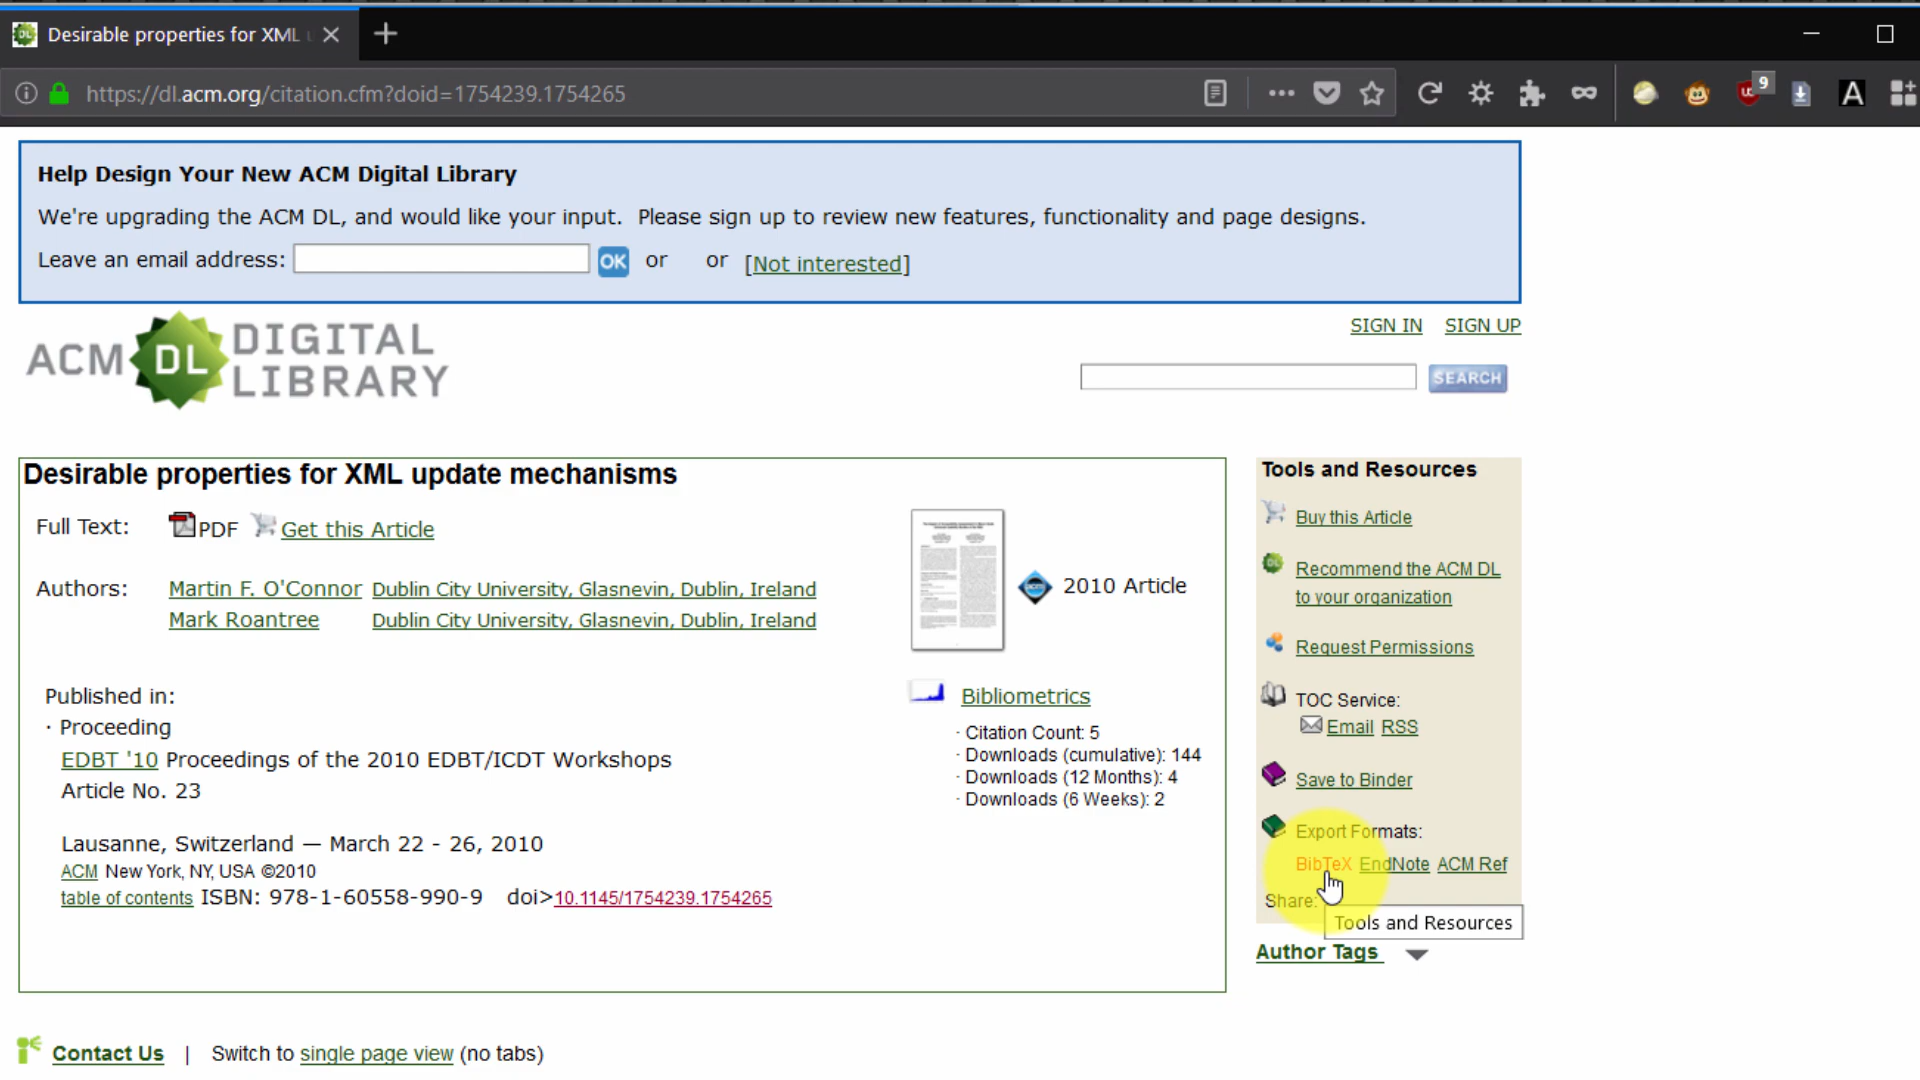 Desirable properties for XML
https://dl.acm.org/citation.cfm?doid=1754239.1754265
9
A
Help Design Your New ACM Digital Library
We're upgrading the ACM DL, and would like your input. Please sign up to review new features, functionality and page designs.
Leave an email address: OK or or [Not interested]
SIGN IN SIGN UP
ACM DL DIGITAL LIBRARY
SEARCH
Desirable properties for XML update mechanisms
Full Text: PDF Get this Article
Authors: Martin F. O'Connor Dublin City University, Glasnevin, Dublin, Ireland
Mark Roantree Dublin City University, Glasnevin, Dublin, Ireland
2010 Article
Published in:
· Proceeding
EDBT '10 Proceedings of the 2010 EDBT/ICDT Workshops
Article No. 23
Lausanne, Switzerland — March 22 - 26, 2010
ACM New York, NY, USA ©2010
table of contents ISBN: 978-1-60558-990-9 doi>10.1145/1754239.1754265
Bibliometrics
· Citation Count: 5
· Downloads (cumulative): 144
· Downloads (12 Months): 4
· Downloads (6 Weeks): 2
Tools and Resources
Buy this Article
Recommend the ACM DL
to your organization
Request Permissions
TOC Service:
Email RSS
Save to Binder
Export Formats:
BibTeX EndNote ACM Ref
Share:
Tools and Resources
Author Tags
Contact Us | Switch to single page view (no tabs)